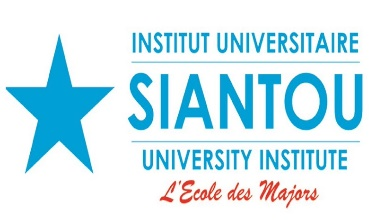 INSTITUT UNIVERSITAIRE
SIANTOU
UNIVERSITY INSTITUTE
L'Ecole des Majors